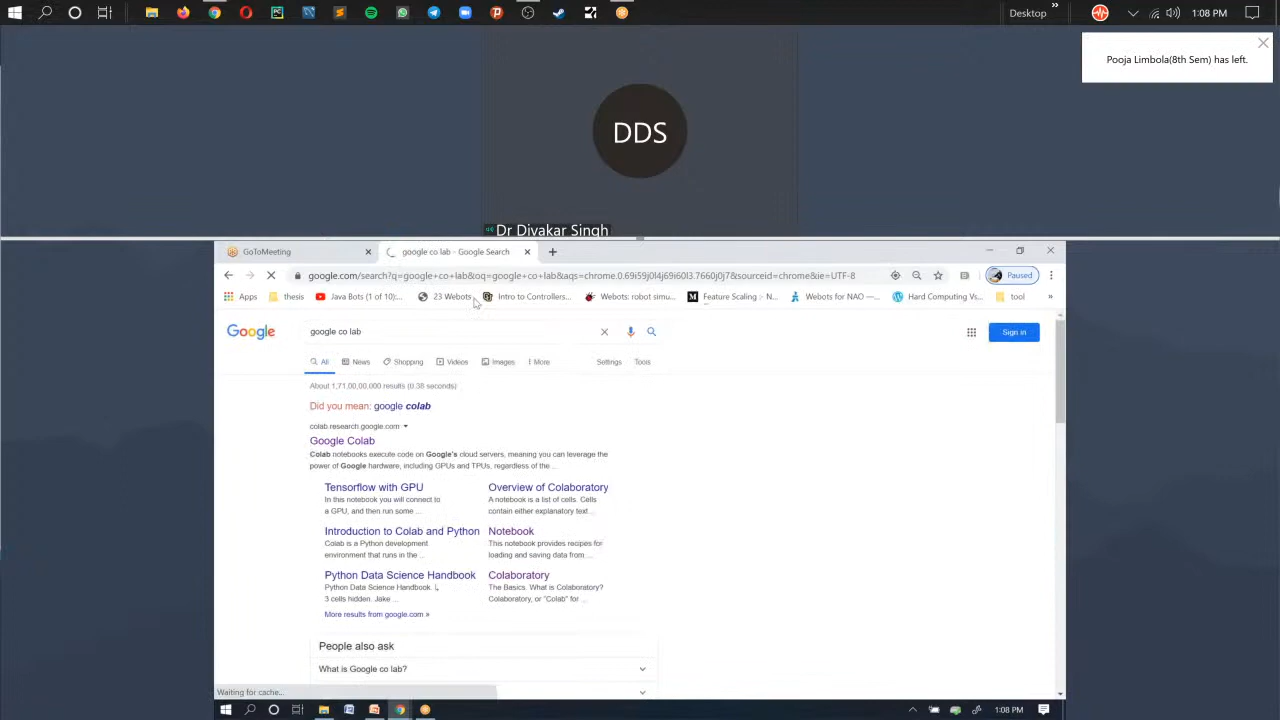 Desktop
1:08 PM
Pooja Limbola(8th Sem) has left.
DDS
Dr Divakar Singh
GoToMeeting
google co lab - Google Search
google.com/search?q=google+co+lab&oq=google+co+lab&aqs=chrome.0.69i59j0l4j69i60l3.7660j0j7&sourceid=chrome&ie=UTF-8
Paused
Apps thesis Java Bots (1 of 10):... 23 Webots Intro to Controllers... Webots: robot simu... Feature Scaling :- N... Webots for NAO —... Hard Computing Vs... tool »
Google
google co lab
Sign in
All News Shopping Videos Images More Settings Tools
About 1,71,00,00,000 results (0.38 seconds)
Did you mean: google colab
colab.research.google.com
Google Colab
Colab notebooks execute code on Google's cloud servers, meaning you can leverage the
power of Google hardware, including GPUs and TPUs, regardless of the ...
Tensorflow with GPU
In this notebook you will connect to
a GPU, and then run some ...
Overview of Colaboratory
A notebook is a list of cells. Cells
contain either explanatory text...
Introduction to Colab and Python
Colab is a Python development
environment that runs in the ...
Notebook
This notebook provides recipes for
loading and saving data from ...
Python Data Science Handbook
Python Data Science Handbook. ↳
3 cells hidden. Jake ...
Colaboratory
The Basics. What is Colaboratory?
Colaboratory, or "Colab" for ...
More results from google.com »
People also ask
What is Google co lab?
Waiting for cache...
1:08 PM